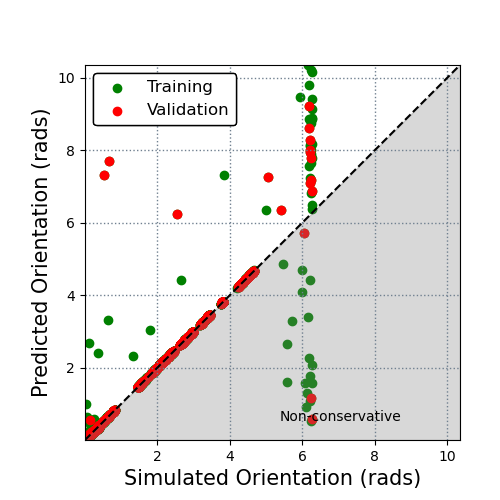 Training
Validation
10
8
6
4
2
Predicted Orientation (rads)
Non-conservative
2
4
6
8
10
Simulated Orientation (rads)